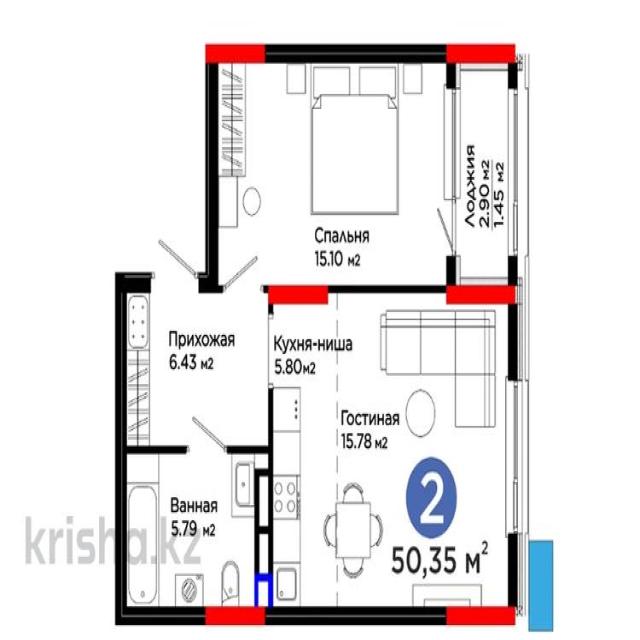 Лоджия
2.90 м2
1.45 м2
Спальня
15.10 м2
Прихожая
6.43 м2
Кухня-ниша
5.80м2
Гостиная
15.78 м2
Ванная
5.79 м2
2
50,35 м2
krisha.kz